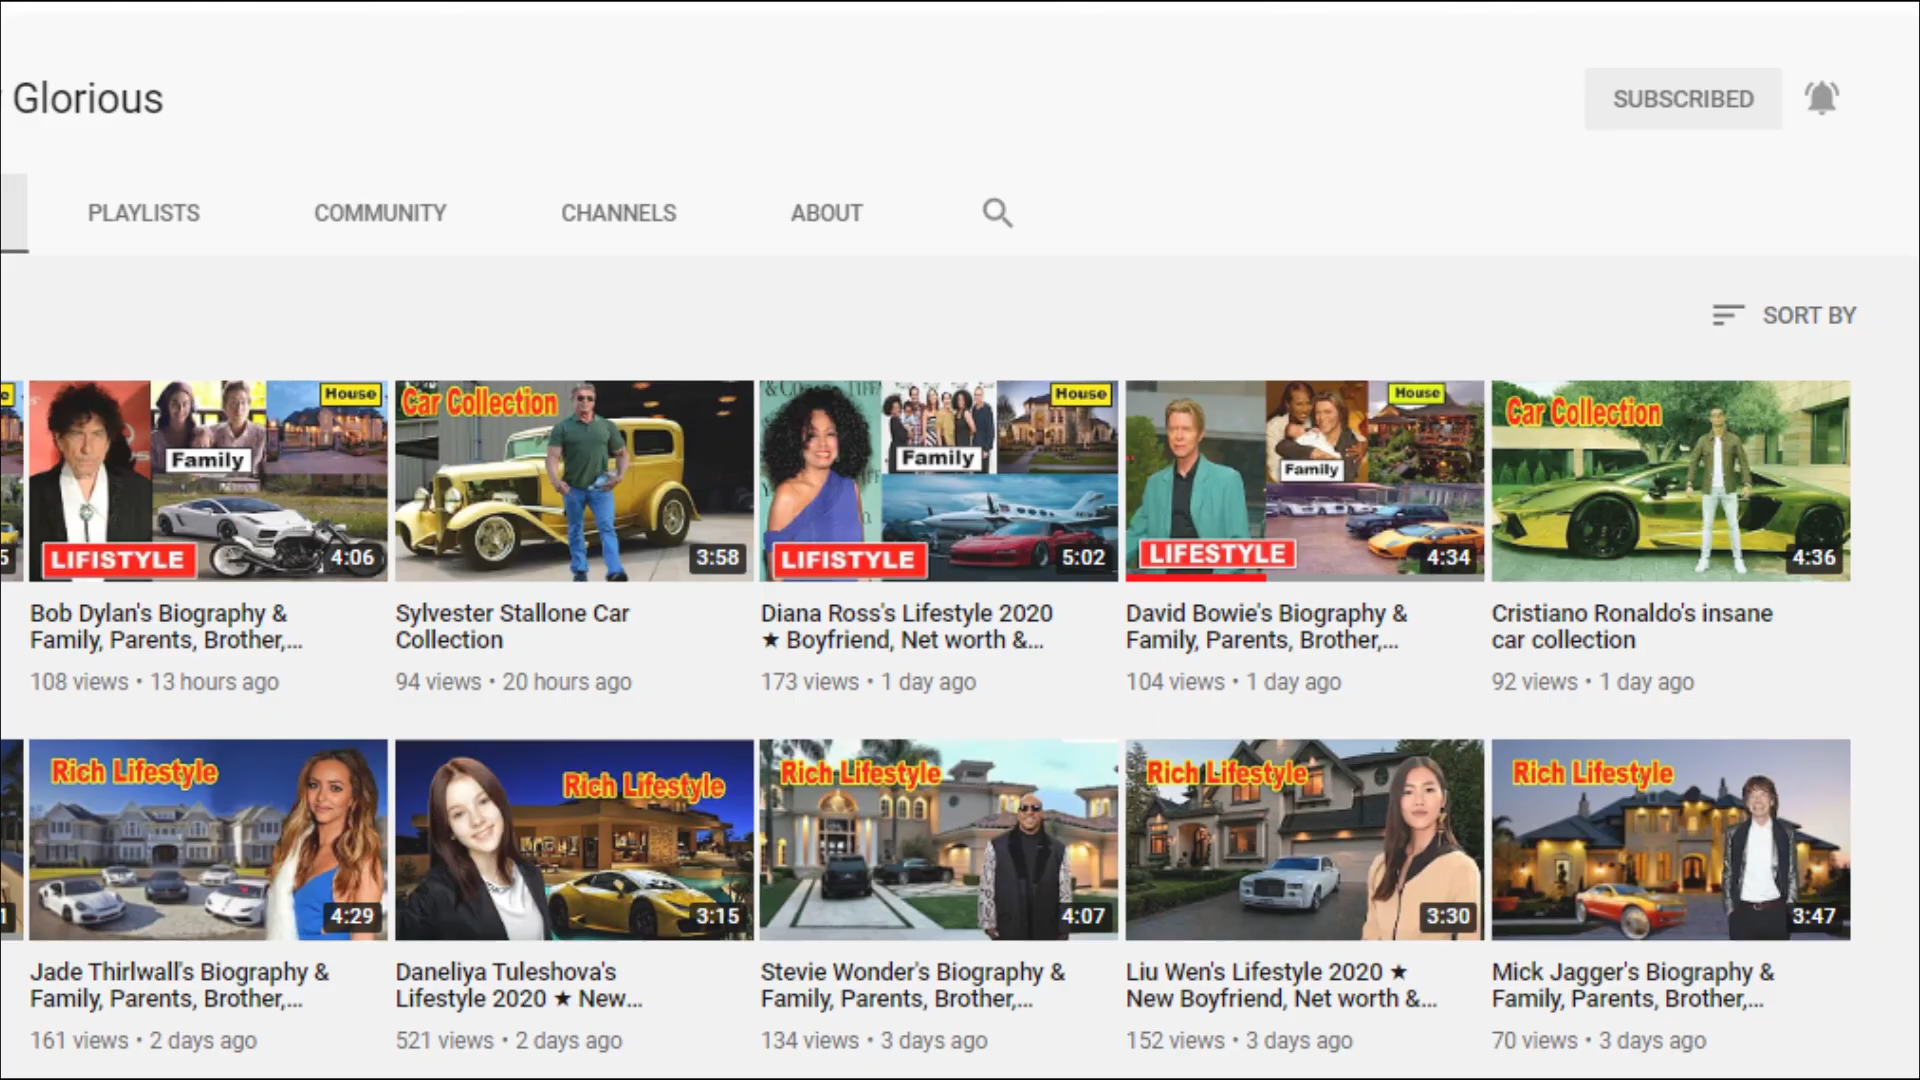 Glorious
SUBSCRIBED
PLAYLISTS
COMMUNITY
CHANNELS
ABOUT
SORT BY
House
Family
LIFISTYLE
4:06
Car Collection
3:58
House
Family
LIFISTYLE
5:02
House
Family
LIFESTYLE
4:34
Car Collection
4:36
Bob Dylan's Biography &
Family, Parents, Brother,...
108 views • 13 hours ago
Sylvester Stallone Car
Collection
94 views • 20 hours ago
Diana Ross's Lifestyle 2020
★ Boyfriend, Net worth &...
173 views • 1 day ago
David Bowie's Biography &
Family, Parents, Brother,...
104 views • 1 day ago
Cristiano Ronaldo's insane
car collection
92 views • 1 day ago
Rich Lifestyle
4:29
Rich Lifestyle
3:15
Rich Lifestyle
4:07
Rich Lifestyle
3:30
Rich Lifestyle
3:47
Jade Thirlwall's Biography &
Family, Parents, Brother,...
161 views • 2 days ago
Daneliya Tuleshova's
Lifestyle 2020 ★ New...
521 views • 2 days ago
Stevie Wonder's Biography &
Family, Parents, Brother,...
134 views • 3 days ago
Liu Wen's Lifestyle 2020 ★
New Boyfriend, Net worth &...
152 views • 3 days ago
Mick Jagger's Biography &
Family, Parents, Brother,...
70 views • 3 days ago